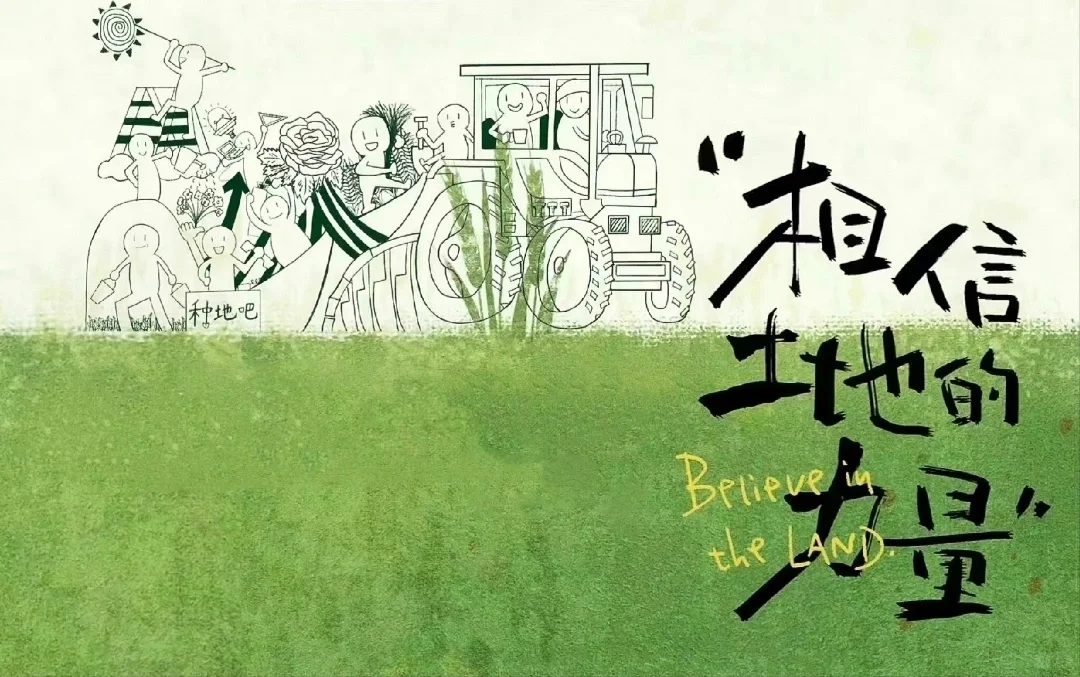 种地吧
“相信
土地的
力量”
Believe in
the LAND.